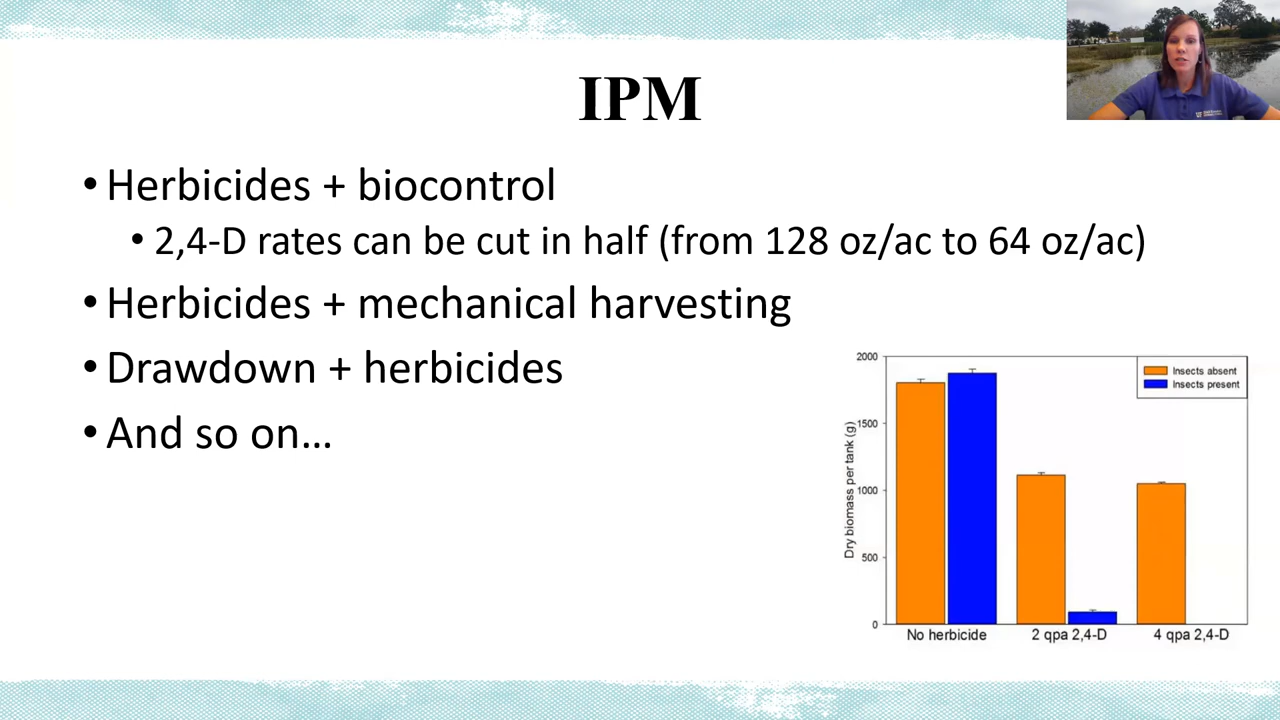 IPM
• Herbicides + biocontrol
• 2,4-D rates can be cut in half (from 128 oz/ac to 64 oz/ac)
• Herbicides + mechanical harvesting
• Drawdown + herbicides
• And so on…
Insects absent
Insects present
Dry biomass per tank (g)
2000
1500
1000
500
0
No herbicide
2 qpa 2,4-D
4 qpa 2,4-D